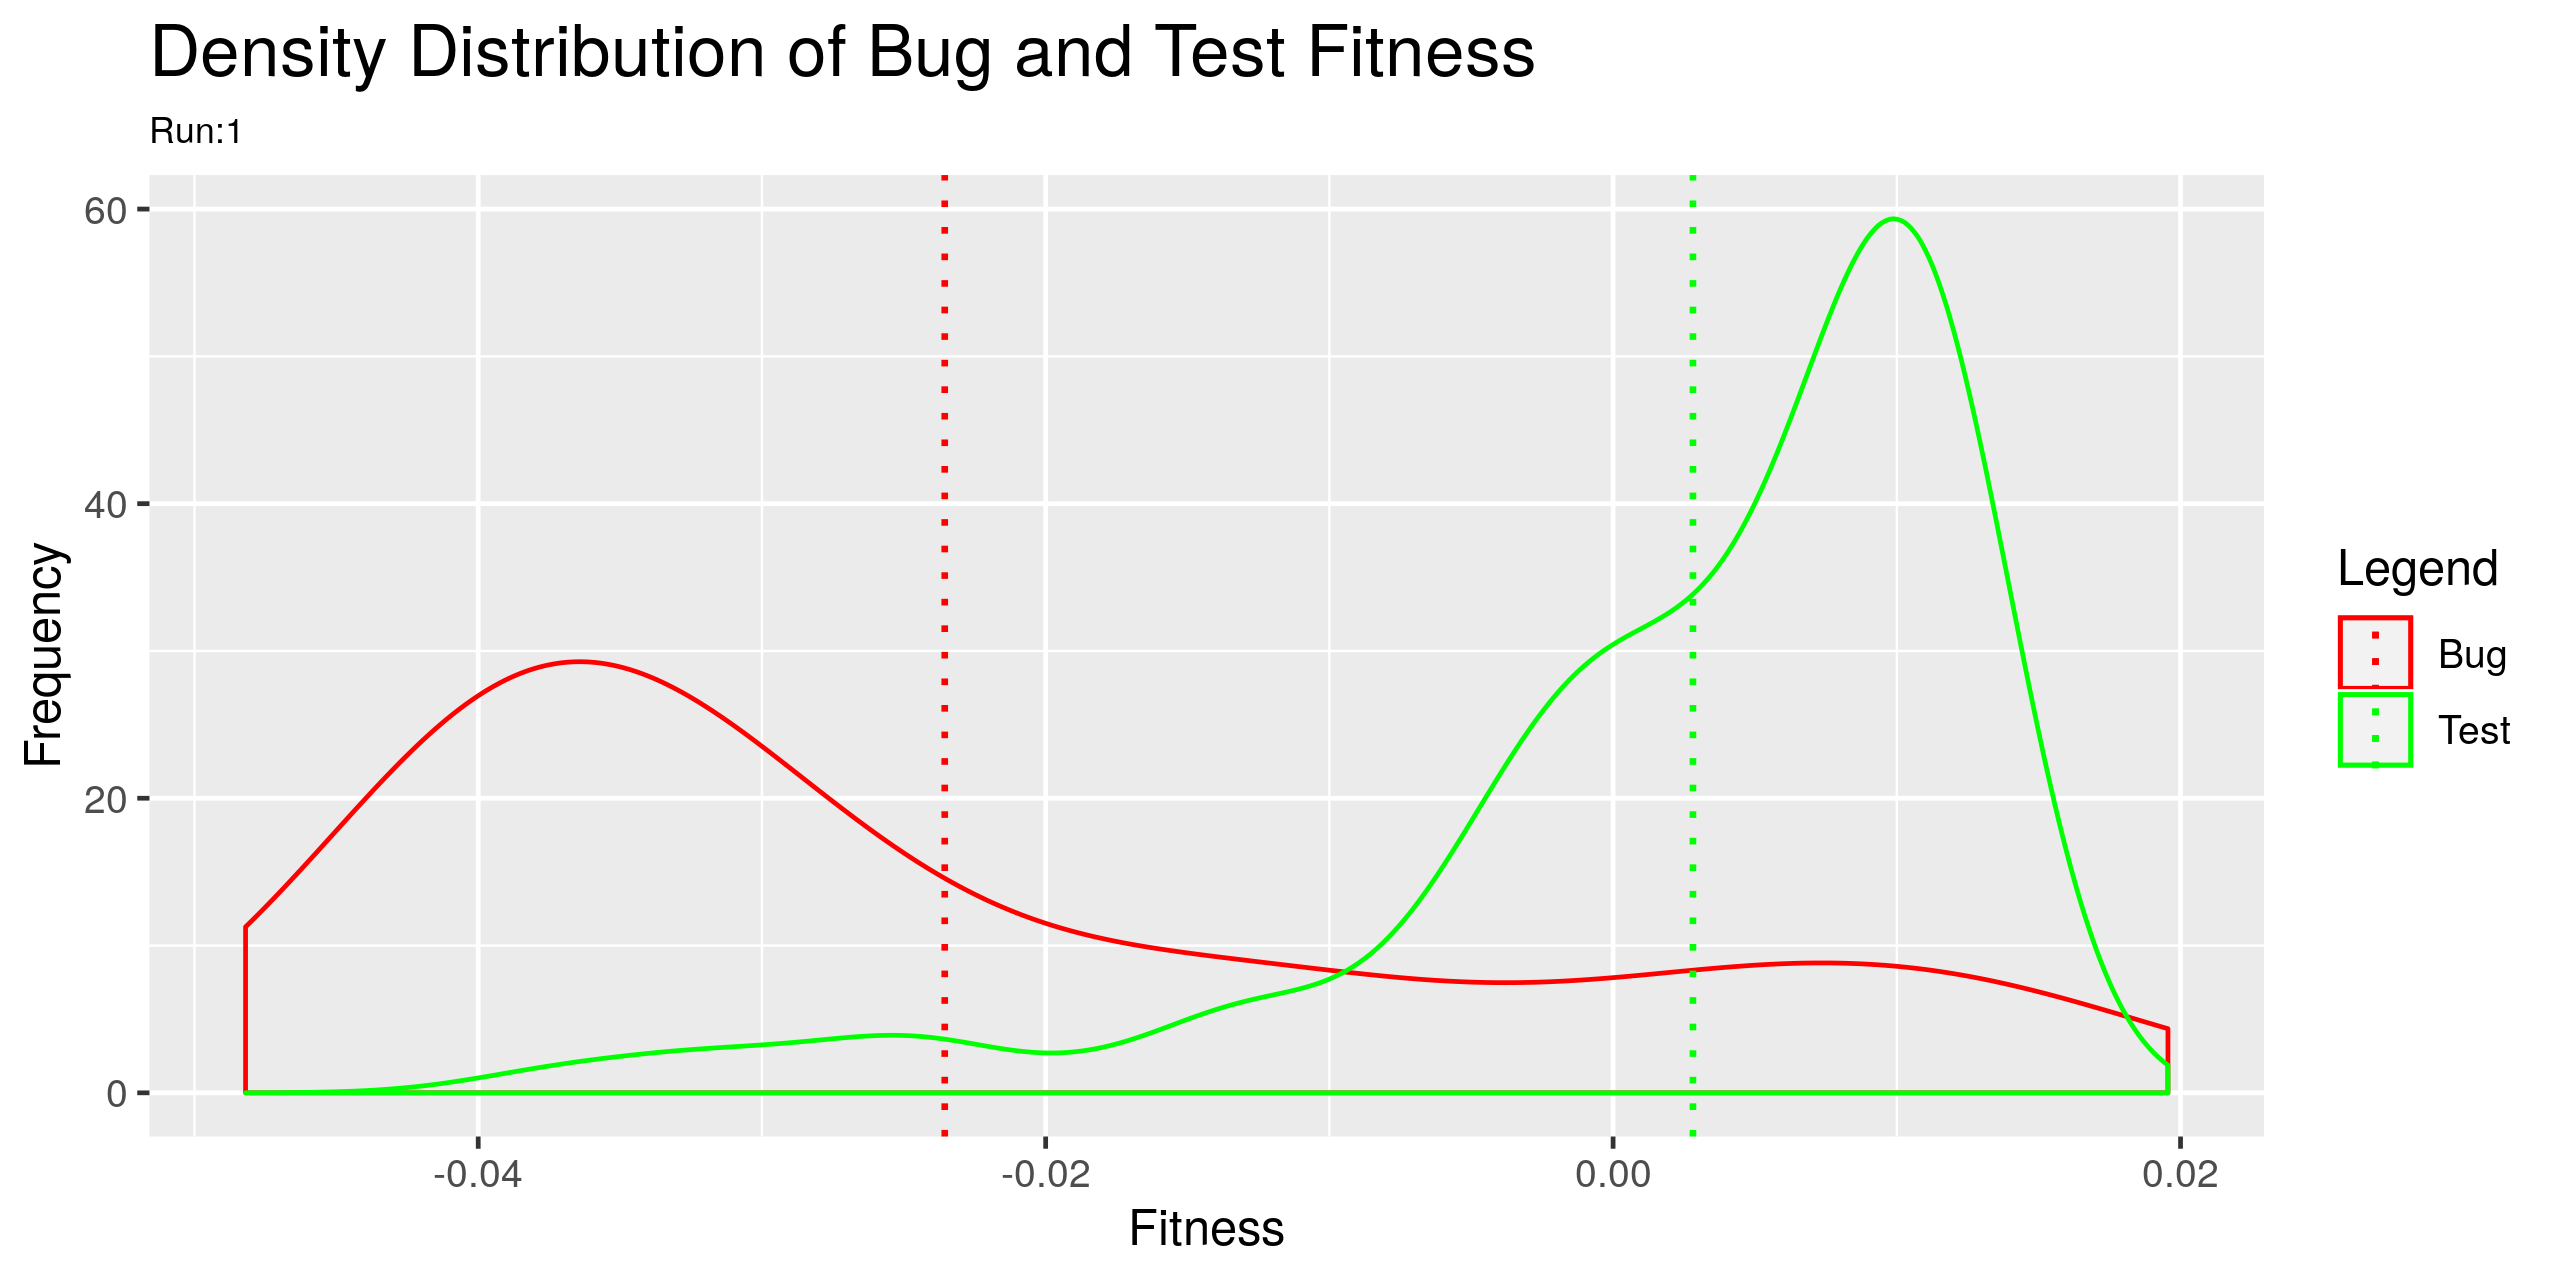 Density Distribution of Bug and Test Fitness
Run:1
60
40
20
0
Frequency
-0.04
-0.02
0.00
0.02
Fitness
Legend
Bug
Test